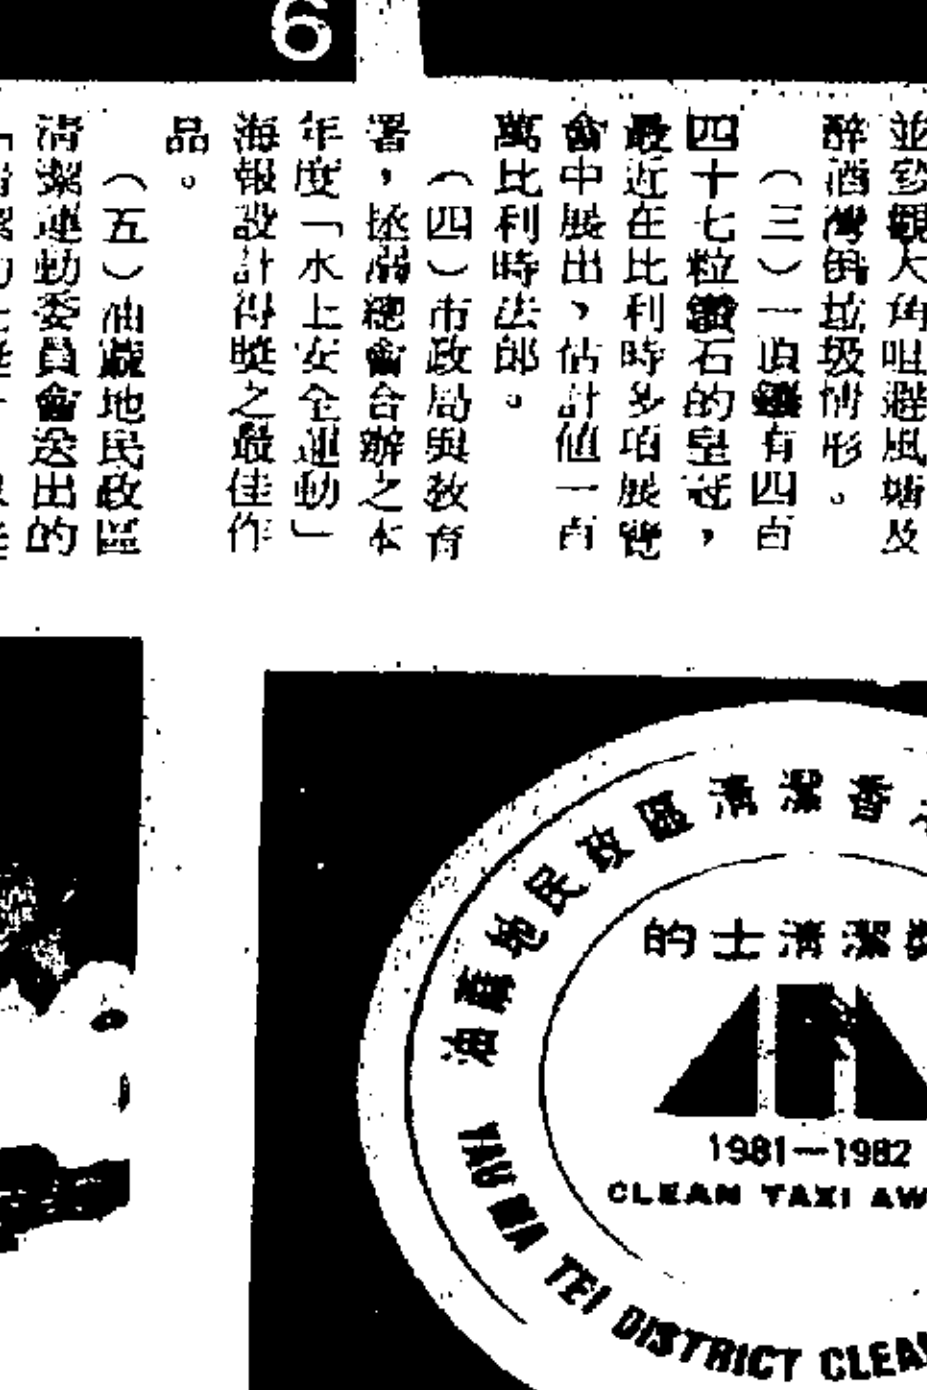 6
並參觀大角咀避風塘及
醉酒灣倒垃圾情形。
（三）一頂鑲有四百
四十七粒鑽石的皇冠，
最近在比利時多項展覽
會中展出，估計值一百
萬比利時法郎。
（四）市政局與敎育
署，拯溺總會合辦之本
年度「水上安全運動」
海報設計得獎之最佳作
品。
（五）油蔴地民政區
清潔運動委員會送出的
油蔴地民政區清潔香
的士清潔獎
1981—1982
CLEAN TAXI AW
YAU MA TEI DISTRICT CLEAN